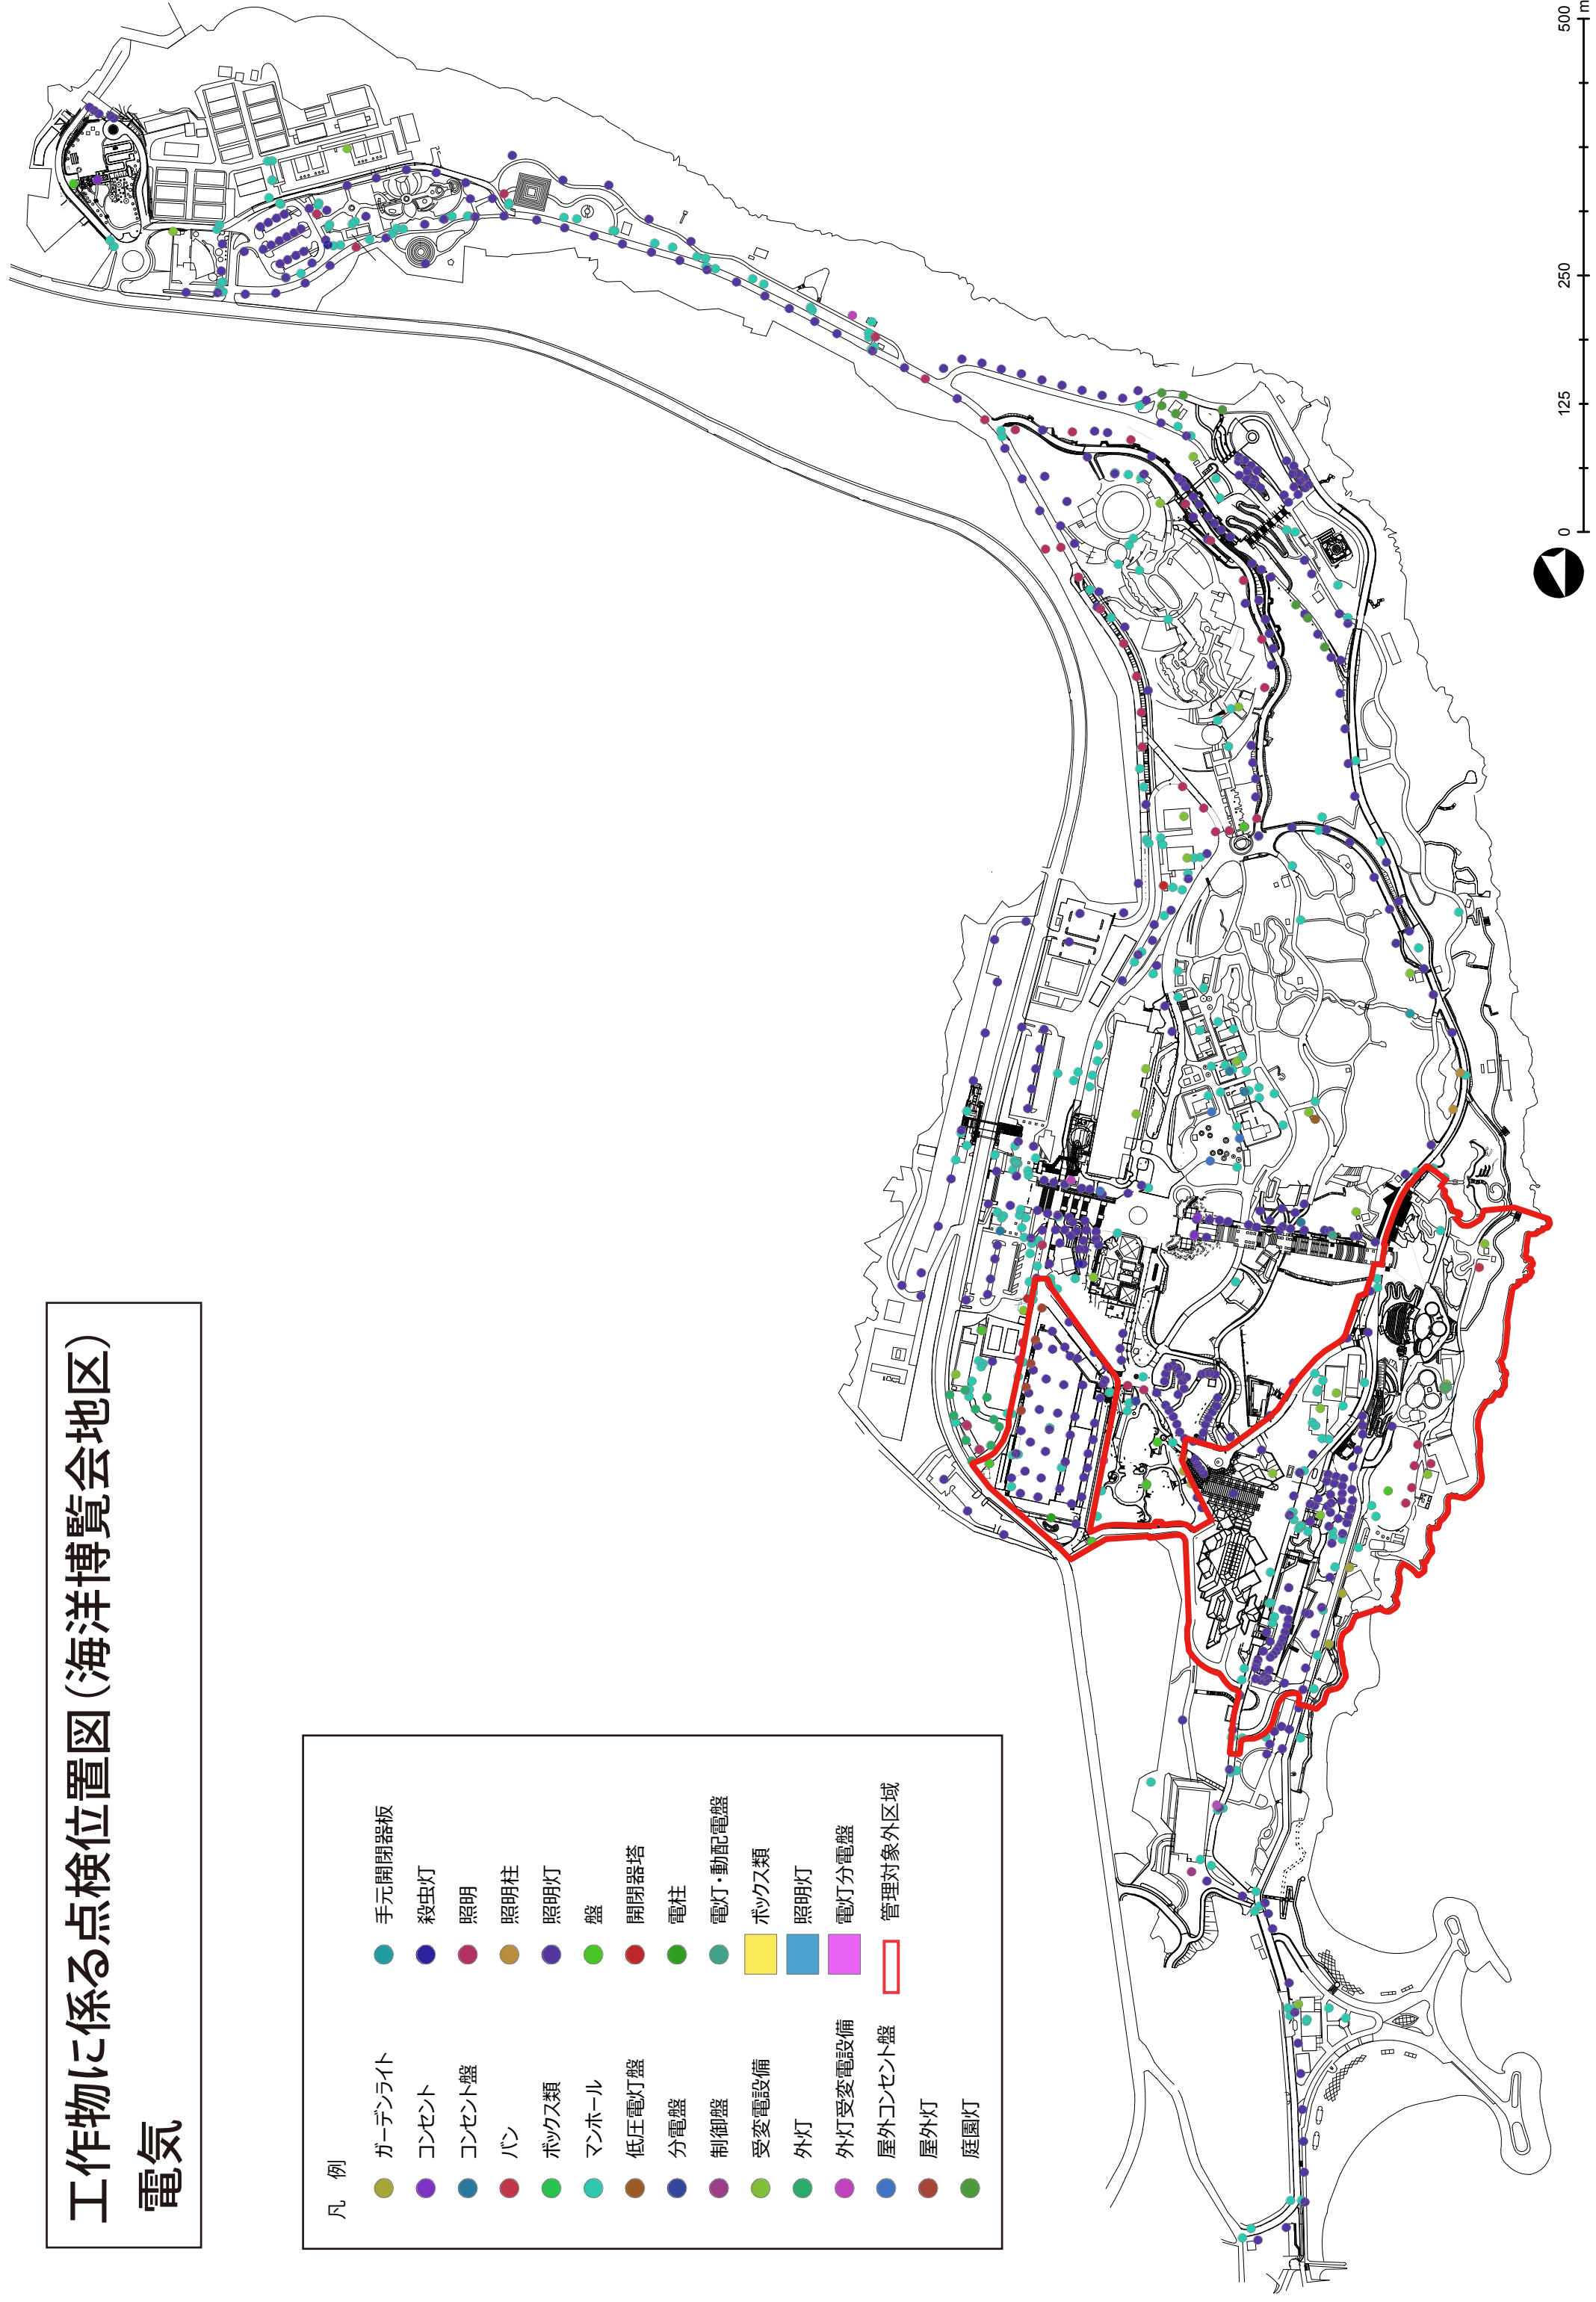 工作物に係る点検位置図（海洋博覧会地区）
電気
凡　例
ガーデンライト
コンセント
コンセント盤
バン
ボックス類
マンホール
低圧電灯盤
分電盤
制御盤
受変電設備
外灯
外灯受変電設備
屋外コンセント盤
屋外灯
庭園灯
手元開閉器板
殺虫灯
照明
照明柱
照明灯
盤
開閉器塔
電柱
電灯・動配電盤
ボックス類
照明灯
電灯分電盤
管理対象外区域
0 125 250 500
m